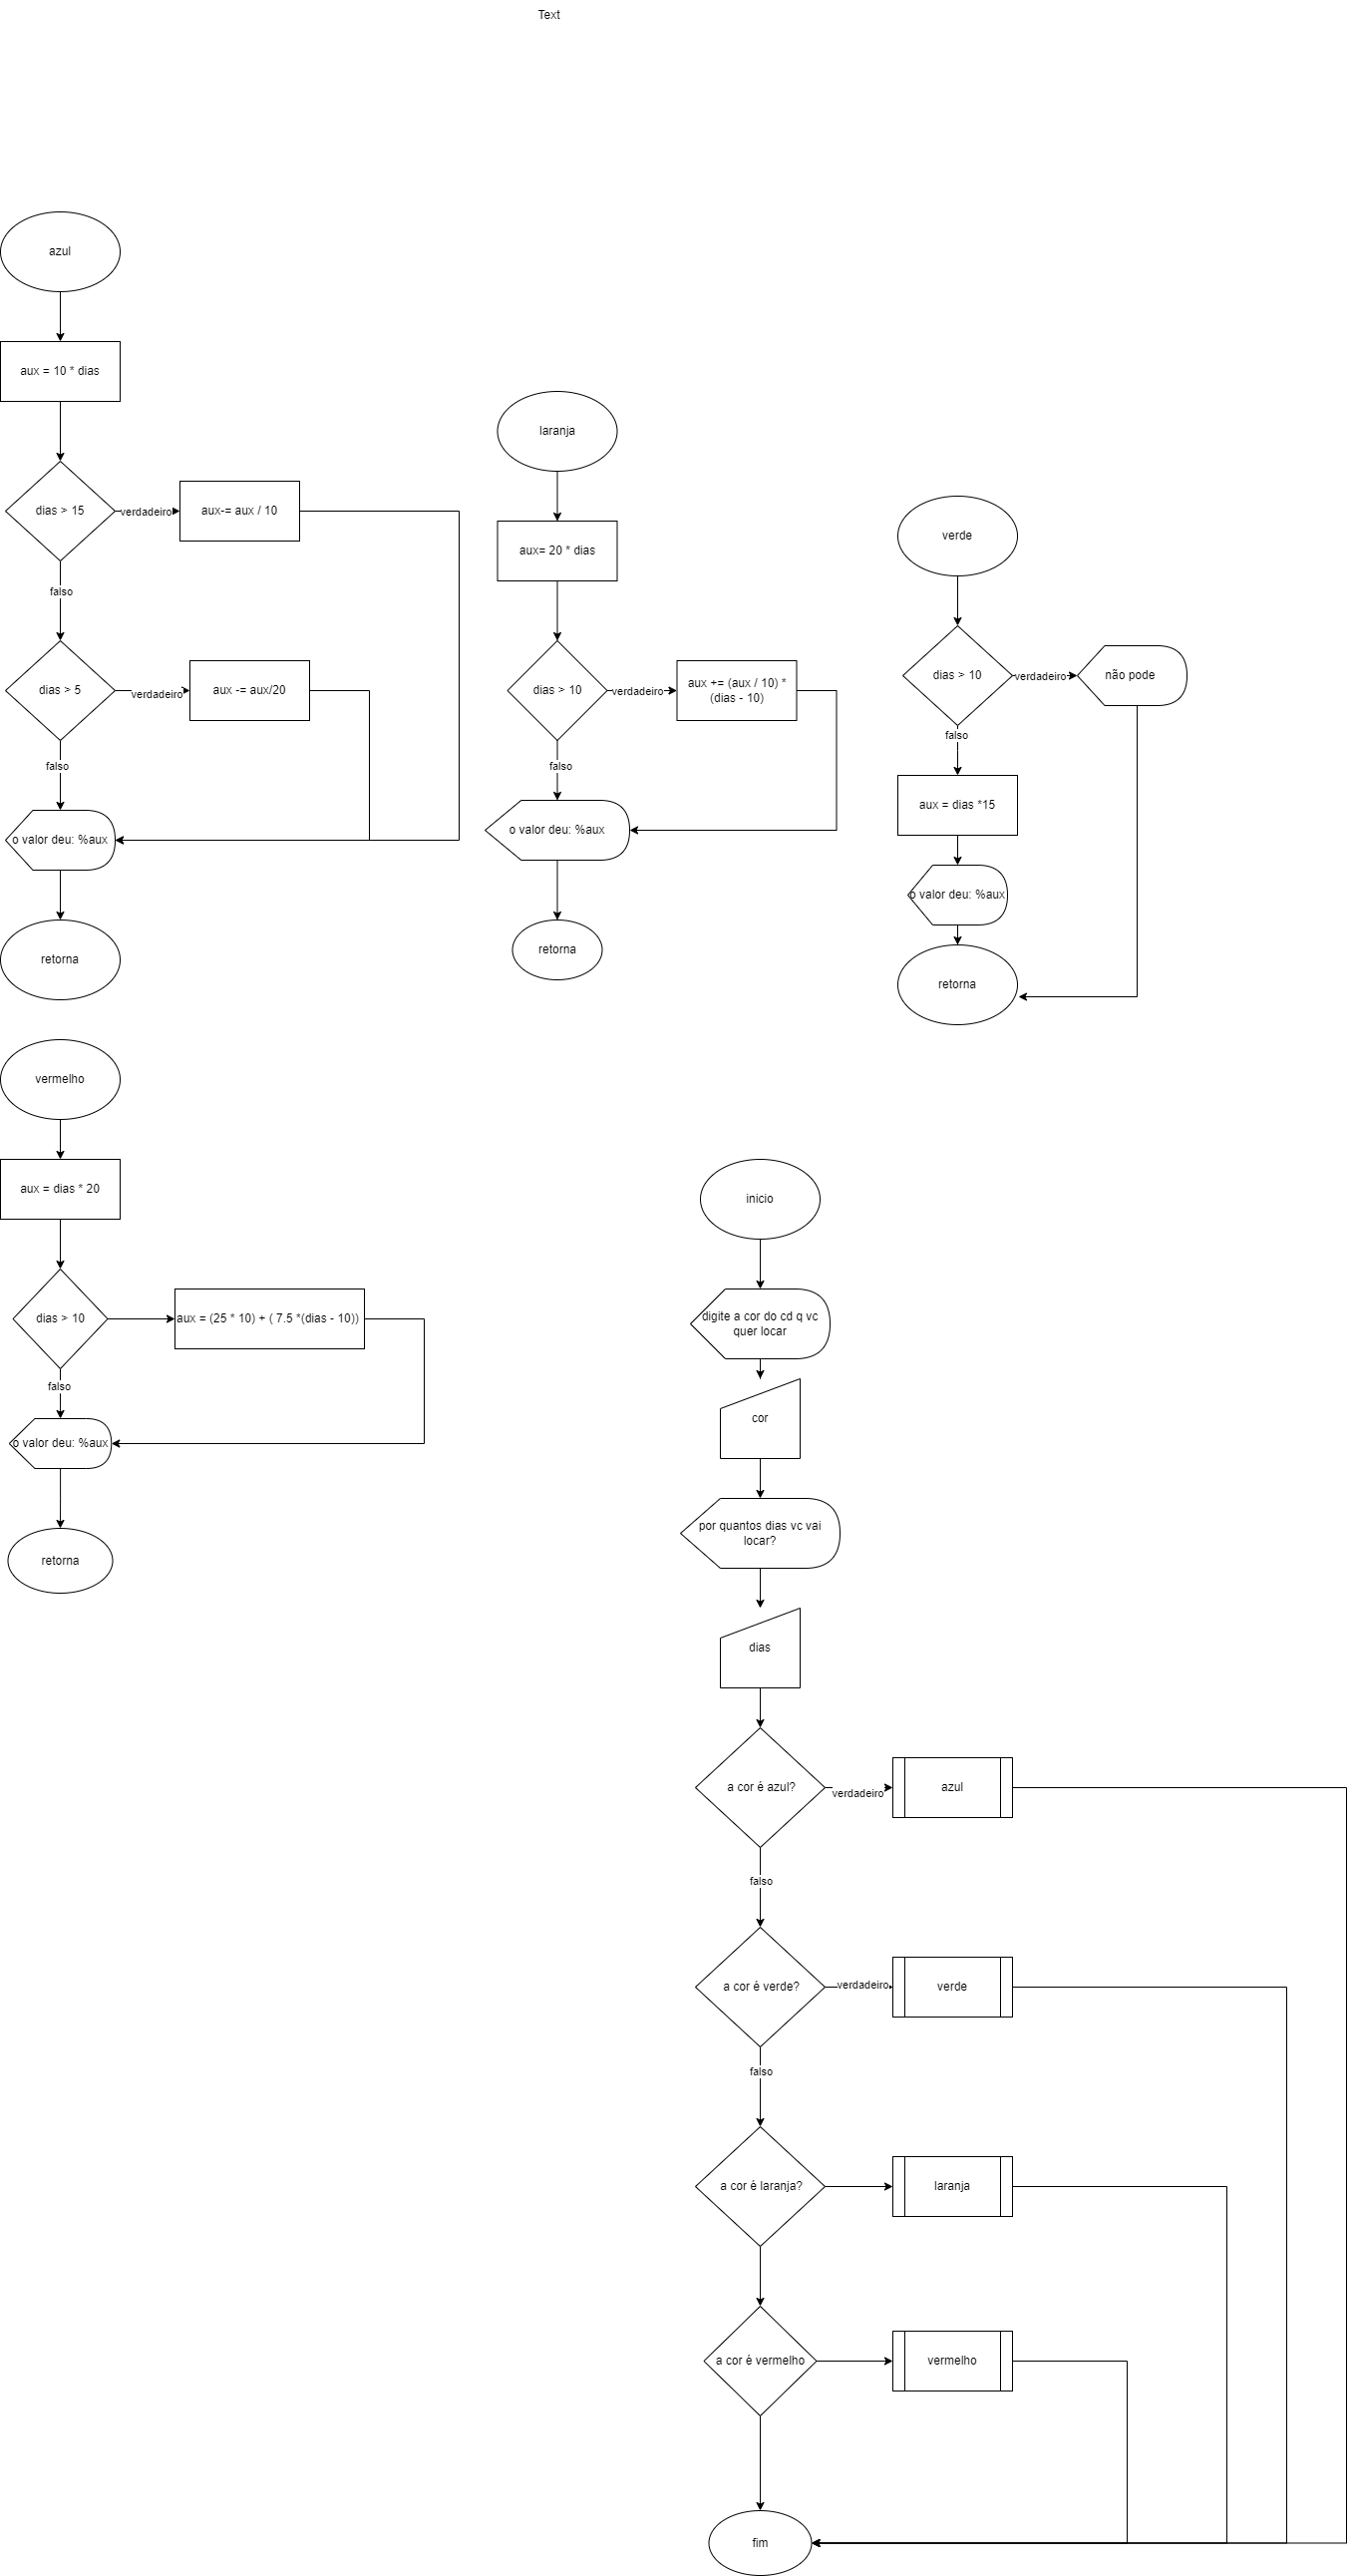 Text
azul
aux = 10 * dias
dias > 15
verdadeiro
aux-= aux / 10
falso
dias > 5
verdadeiro
aux -= aux/20
falso
o valor deu: %aux
retorna
laranja
aux= 20 * dias
dias > 10
verdadeiro
aux += (aux / 10) *
(dias - 10)
falso
o valor deu: %aux
retorna
verde
dias > 10
verdadeiro
não pode
falso
aux = dias *15
o valor deu: %aux
retorna
vermelho
aux = dias * 20
dias > 10
aux = (25 * 10) + ( 7.5 *(dias - 10))
falso
o valor deu: %aux
retorna
inicio
digite a cor do cd q vc
quer locar
cor
por quantos dias vc vai
locar?
dias
a cor é azul?
verdadeiro
azul
falso
a cor é verde?
verdadeiro
verde
falso
a cor é laranja?
laranja
a cor é vermelho
vermelho
fim